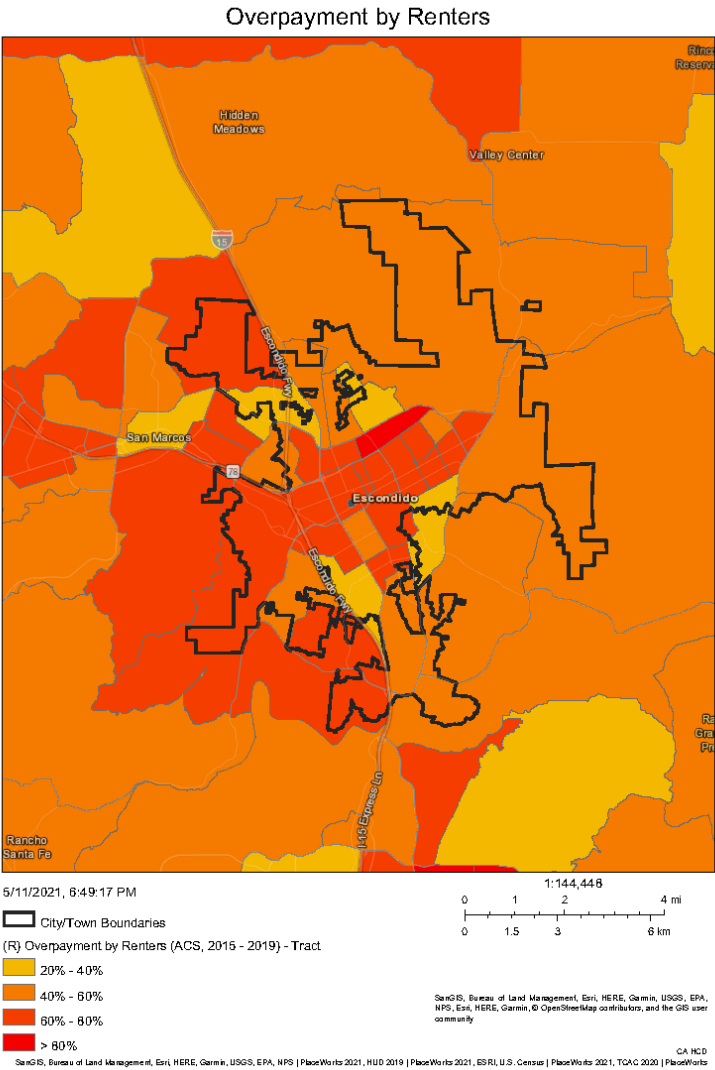 Overpayment by Renters
Hidden
Meadows
Valley Center
15
Escondido Fwy
San Marcos
78
Escondido
Escondido Fwy
I-15 Express Ln
Rancho
Santa Fe
5/11/2021, 6:49:17 PM
City/Town Boundaries
(R) Overpayment by Renters (ACS, 2015 - 2019) - Tract
20% - 40%
40% - 60%
60% - 80%
> 80%
1:144,448
0 1 2 4 mi
0 1.5 3 6 km
SanGIS, Bureau of Land Management, Esri, HERE, Garmin, USGS, EPA,
NPS, Esri, HERE, Garmin, © OpenStreetMap contributors, and the GIS user
community
CA HCD
SanGIS, Bureau of Land Management, Esri, HERE, Garmin, USGS, EPA, NPS | PlaceWorks 2021, HUD 2019 | PlaceWorks 2021, ESRI, U.S. Census | PlaceWorks 2021, TCAC 2020 | PlaceWorks